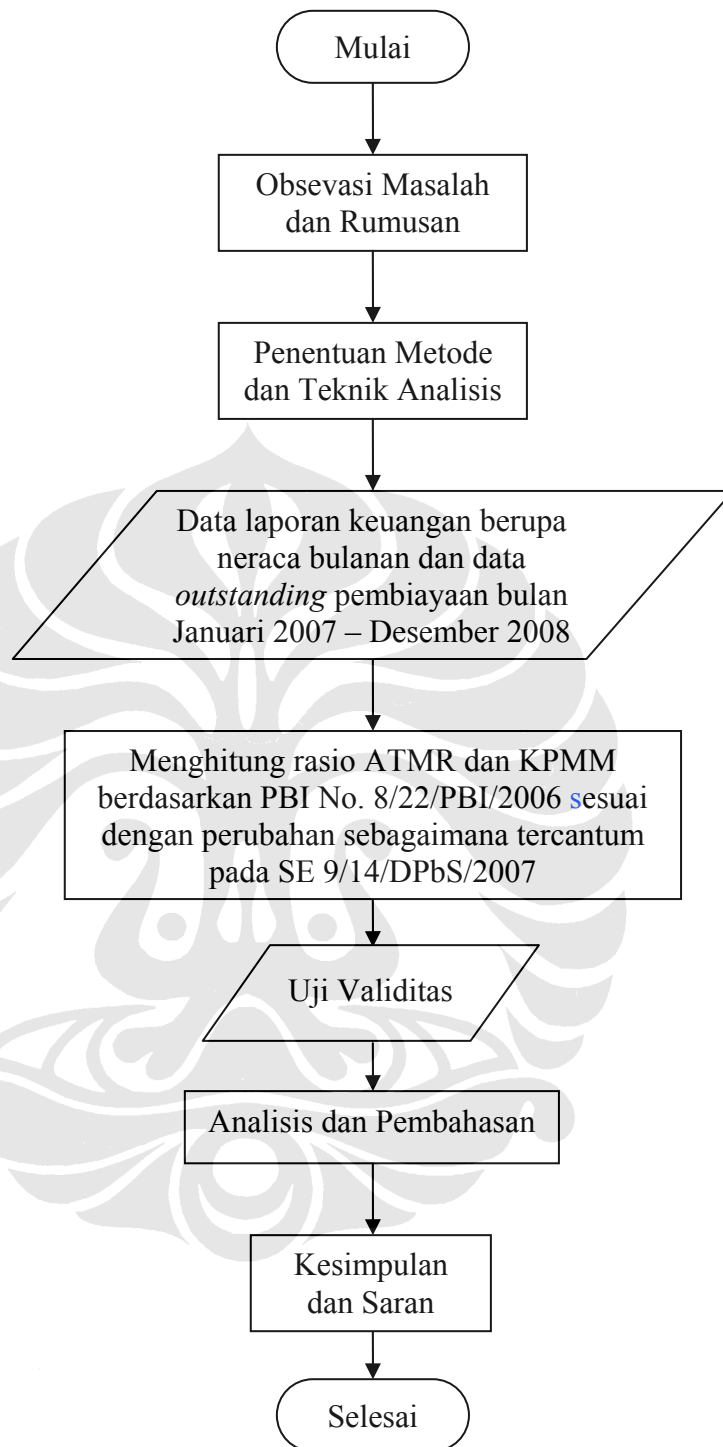 Mulai
Obsevasi Masalah
dan Rumusan
Penentuan Metode
dan Teknik Analisis
Data laporan keuangan berupa
neraca bulanan dan data
outstanding pembiayaan bulan
Januari 2007 – Desember 2008
Menghitung rasio ATMR dan KPMM
berdasarkan PBI No. 8/22/PBI/2006 sesuai
dengan perubahan sebagaimana tercantum
pada SE 9/14/DPbS/2007
Uji Validitas
Analisis dan Pembahasan
Kesimpulan
dan Saran
Selesai